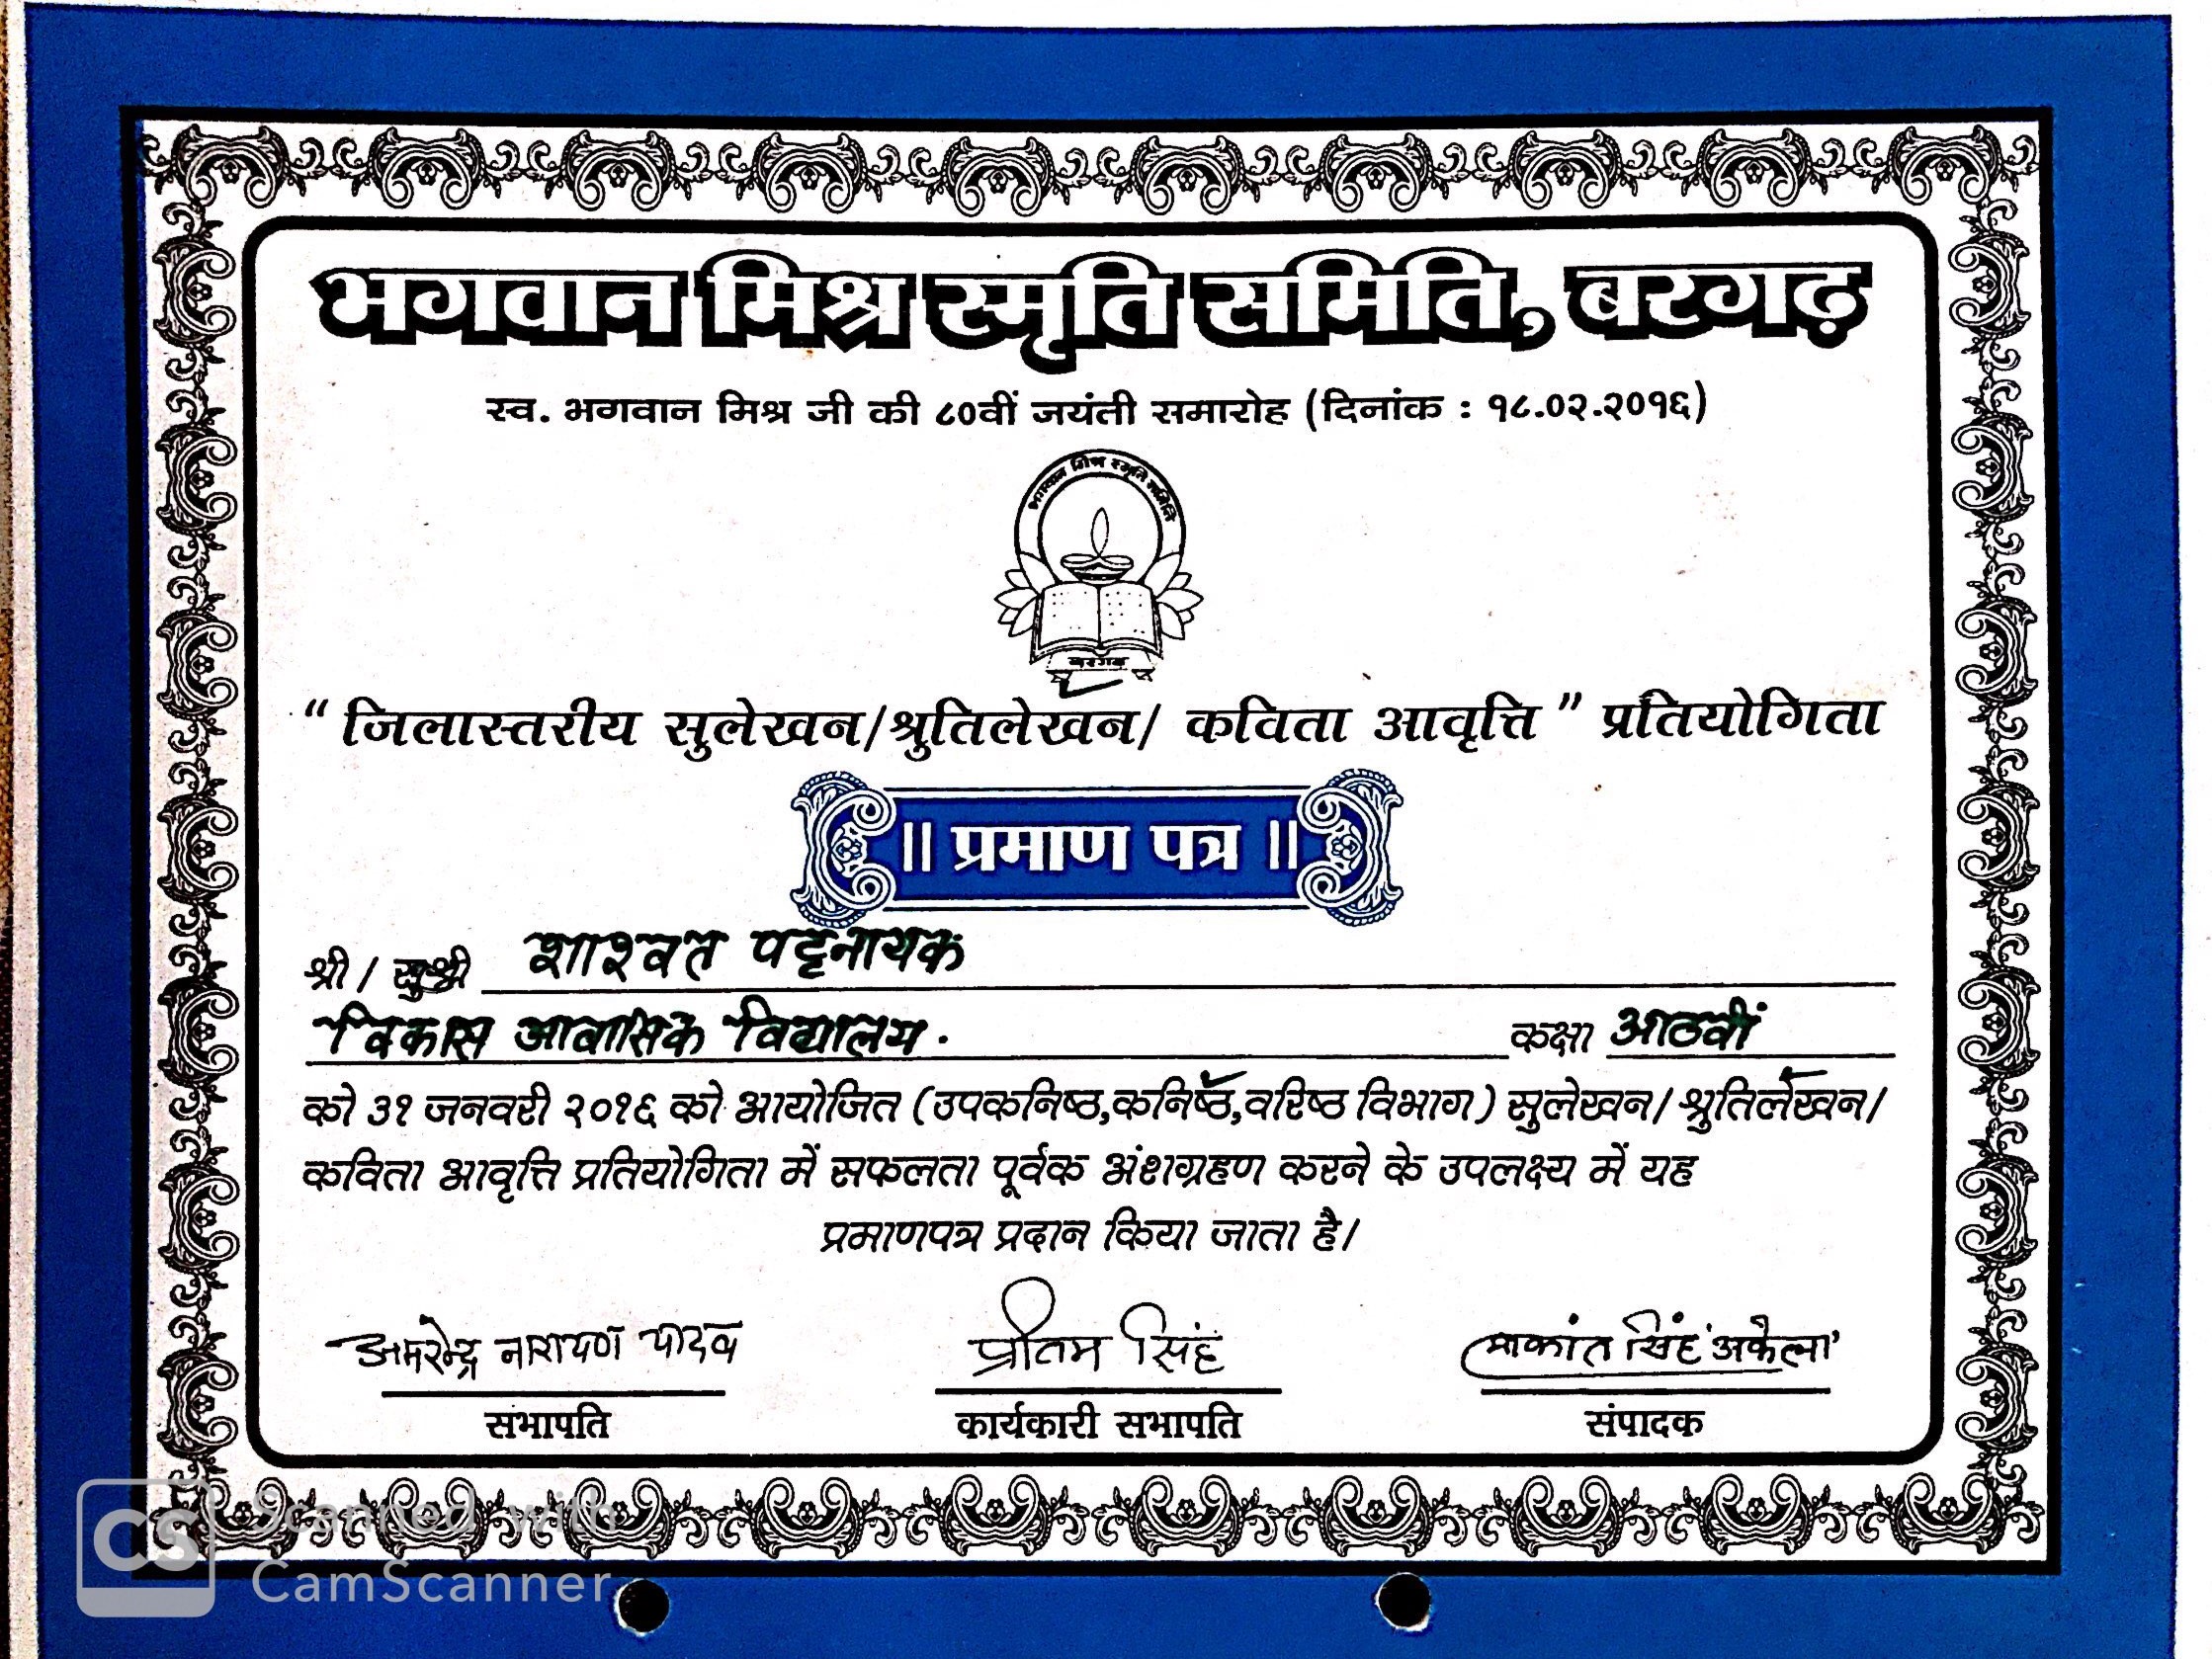 भगवान मिश्र स्मृति समिति, बरगढ़
स्व. भगवान मिश्र जी की ८०वीं जयंती समारोह (दिनांक : १८.०२.२०१६)
भगवान मिश्र स्मृति समिति
बरगढ़
“ जिलास्तरीय सुलेखन/श्रुतिलेखन/ कविता आवृत्ति ” प्रतियोगिता
॥ प्रमाण पत्र ॥
श्री / सुश्री शाश्वत पट्टनायक
विकास आवासिक विद्यालय . कक्षा आठवीं
को ३१ जनवरी २०१६ को आयोजित (उपकनिष्ठ,कनिष्ठ,वरिष्ठ विभाग) सुलेखन/ श्रुतिलेखन/
कविता आवृत्ति प्रतियोगिता में सफलता पूर्वक अंशग्रहण करने के उपलक्ष्य में यह
प्रमाणपत्र प्रदान किया जाता है।
अमरेन्द्र नारायण यादव प्रीतम सिंह सिंह 'अकेला'
सभापति कार्यकारी सभापति संपादक
CS Scanned with
CamScanner